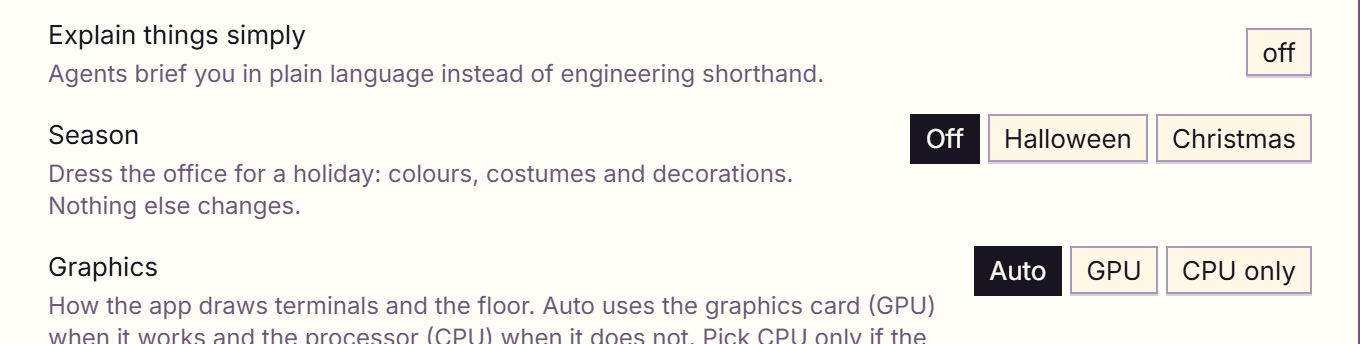 Explain things simply
off
Agents brief you in plain language instead of engineering shorthand.
Season
Off
Halloween
Christmas
Dress the office for a holiday: colours, costumes and decorations.
Nothing else changes.
Graphics
Auto
GPU
CPU only
How the app draws terminals and the floor. Auto uses the graphics card (GPU)
when it works and the processor (CPU) when it does not. Pick CPU only if the